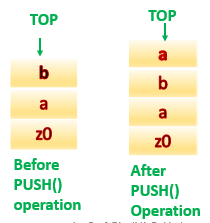 TOP
b
a
z0
Before
PUSH()
operation
TOP
a
b
a
z0
After
PUSH()
Operation